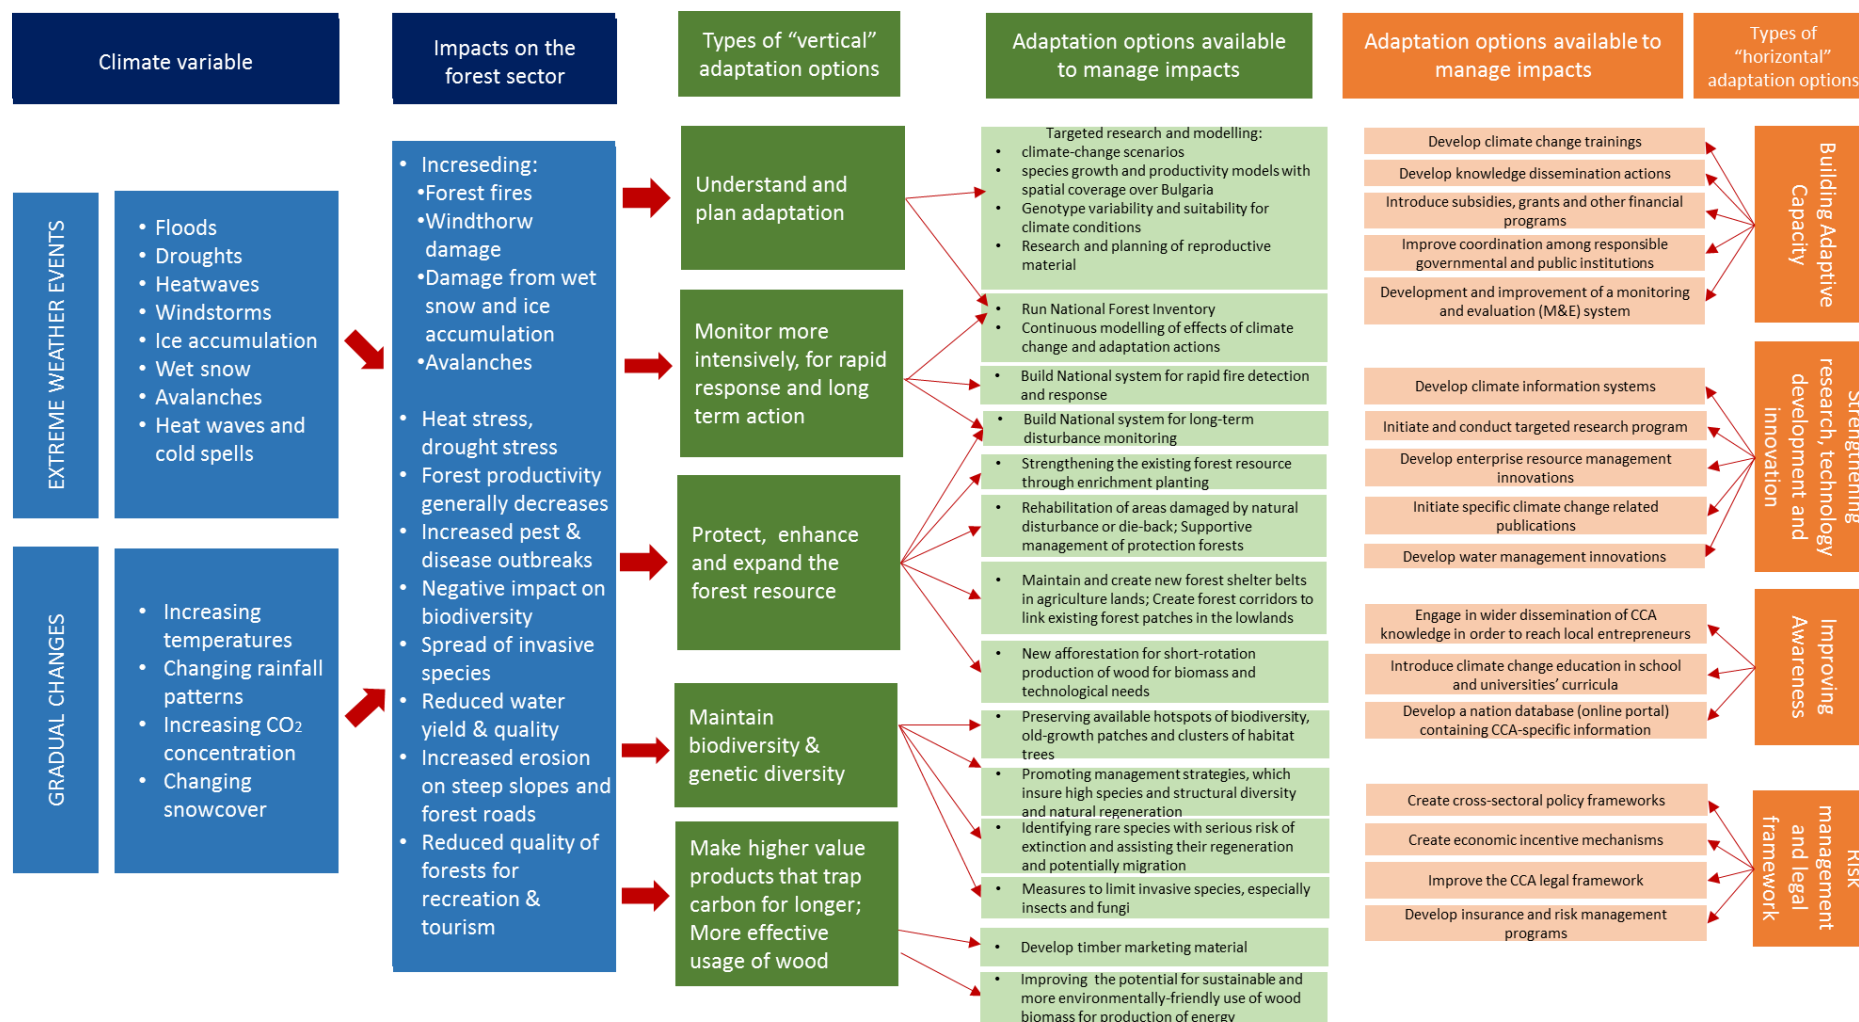 Climate variable
Impacts on the
forest sector
Types of “vertical”
adaptation options
Adaptation options available
to manage impacts
Adaptation options available to
manage impacts
Types of
“horizontal”
adaptation options
EXTREME WEATHER EVENTS
• Floods
• Droughts
• Heatwaves
• Windstorms
• Ice accumulation
• Wet snow
• Avalanches
• Heat waves and
cold spells
GRADUAL CHANGES
• Increasing
temperatures
• Changing rainfall
patterns
• Increasing CO2
concentration
• Changing
snowcover
• Increseding:
•Forest fires
•Windthorw
damage
•Damage from wet
snow and ice
accumulation
•Avalanches
• Heat stress,
drought stress
• Forest productivity
generally decreases
• Increased pest &
disease outbreaks
• Negative impact on
biodiversity
• Spread of invasive
species
• Reduced water
yield & quality
• Increased erosion
on steep slopes and
forest roads
• Reduced quality of
forests for
recreation &
tourism
Understand and
plan adaptation
Monitor more
intensively, for rapid
response and long
term action
Protect, enhance
and expand the
forest resource
Maintain
biodiversity &
genetic diversity
Make higher value
products that trap
carbon for longer;
More effective
usage of wood
Targeted research and modelling:
• climate-change scenarios
• species growth and productivity models with
spatial coverage over Bulgaria
• Genotype variability and suitability for
climate conditions
• Research and planning of reproductive
material
• Run National Forest Inventory
• Continuous modelling of effects of climate
change and adaptation actions
• Build National system for rapid fire detection
and response
• Build National system for long-term
disturbance monitoring
• Strengthening the existing forest resource
through enrichment planting
• Rehabilitation of areas damaged by natural
disturbance or die-back; Supportive
management of protection forests
• Maintain and create new forest shelter belts
in agriculture lands; Create forest corridors to
link existing forest patches in the lowlands
• New afforestation for short-rotation
production of wood for biomass and
technological needs
• Preserving available hotspots of biodiversity,
old-growth patches and clusters of habitat
trees
• Promoting management strategies, which
insure high species and structural diversity
and natural regeneration
• Identifying rare species with serious risk of
extinction and assisting their regeneration
and potentially migration
• Measures to limit invasive species, especially
insects and fungi
• Develop timber marketing material
• Improving the potential for sustainable and
more environmentally-friendly use of wood
biomass for production of energy
Develop climate change trainings
Develop knowledge dissemination actions
Introduce subsidies, grants and other financial
programs
Improve coordination among responsible
governmental and public institutions
Development and improvement of a monitoring
and evaluation (M&E) system
Building Adaptive
Capacity
Develop climate information systems
Initiate and conduct targeted research program
Develop enterprise resource management
innovations
Initiate specific climate change related
publications
Develop water management innovations
Strengthening
research, technology
development and
innovation
Engage in wider dissemination of CCA
knowledge in order to reach local entrepreneurs
Introduce climate change education in school
and universities’ curricula
Develop a nation database (online portal)
containing CCA-specific information
Improving
Awareness
Create cross-sectoral policy frameworks
Create economic incentive mechanisms
Improve the CCA legal framework
Develop insurance and risk management
programs
Risk
management
and legal
framework